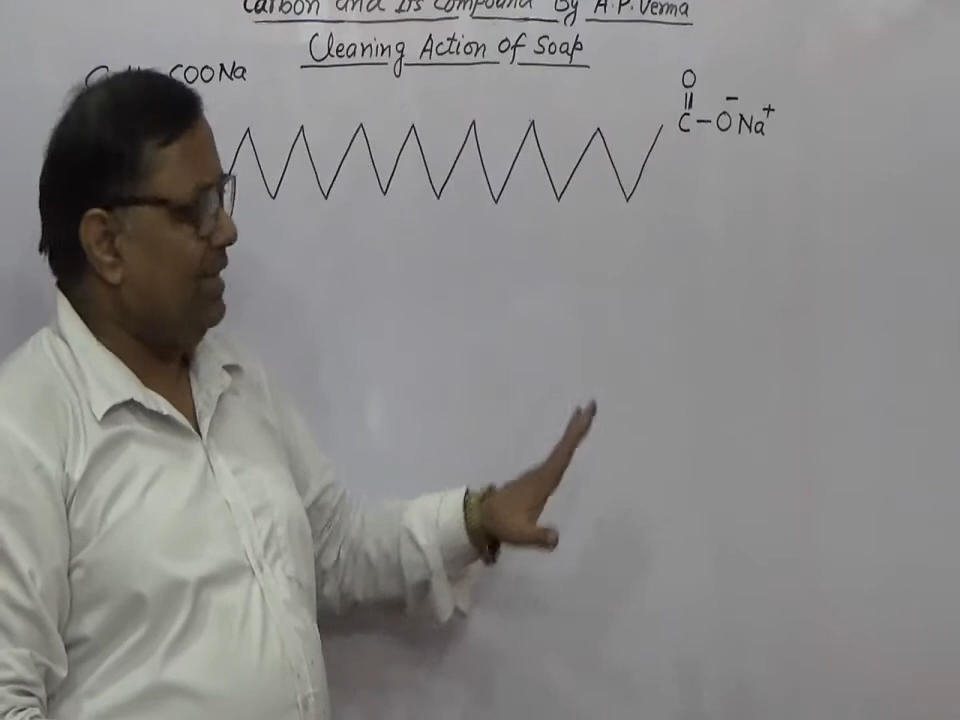 Carbon and Its Compound By A.P. Verma
Cleaning Action of Soap
COONa
O
||
C-O⁻Na⁺